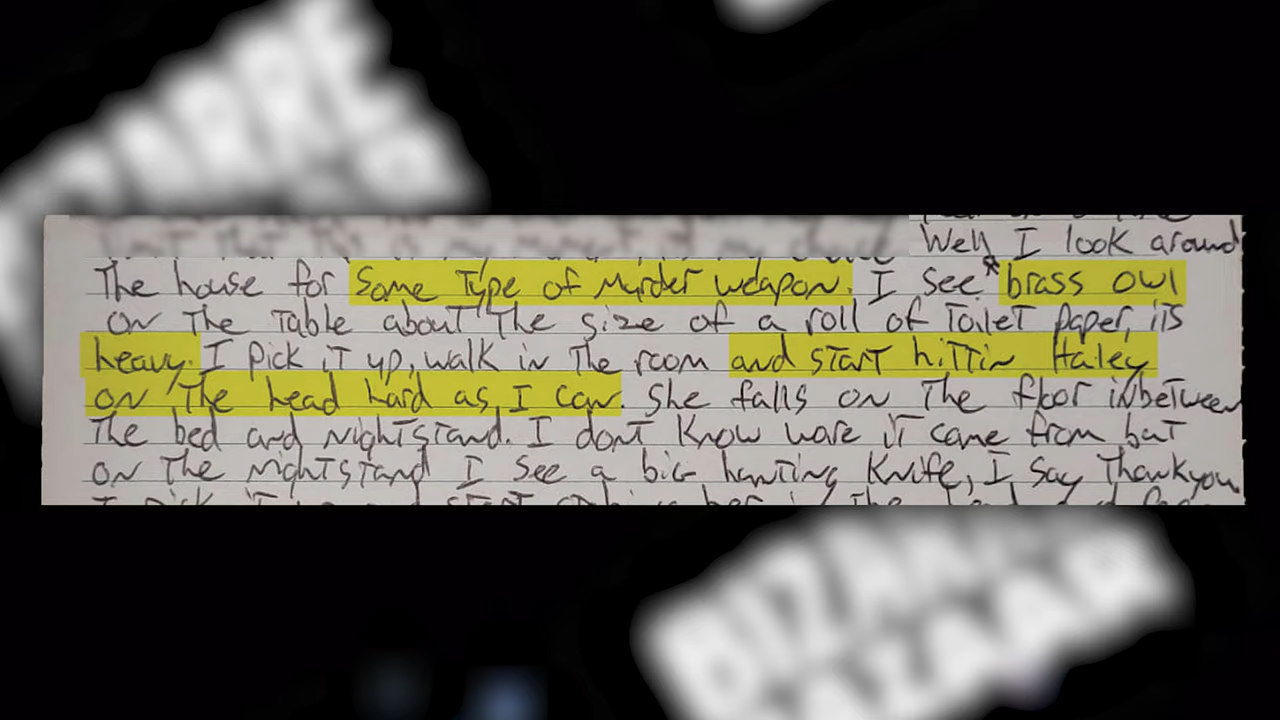 Well I look around
The house for some type of murder weapon. I see* brass owl
on the table about the size of a roll of toilet paper, its
heavy. I pick it up, walk in the room and start hittin Haley
on the head hard as I can. She falls on the floor inbetween
the bed and nightstand. I dont know ware it came from but
on the nightstand I see a big hunting knife, I say Thankyou